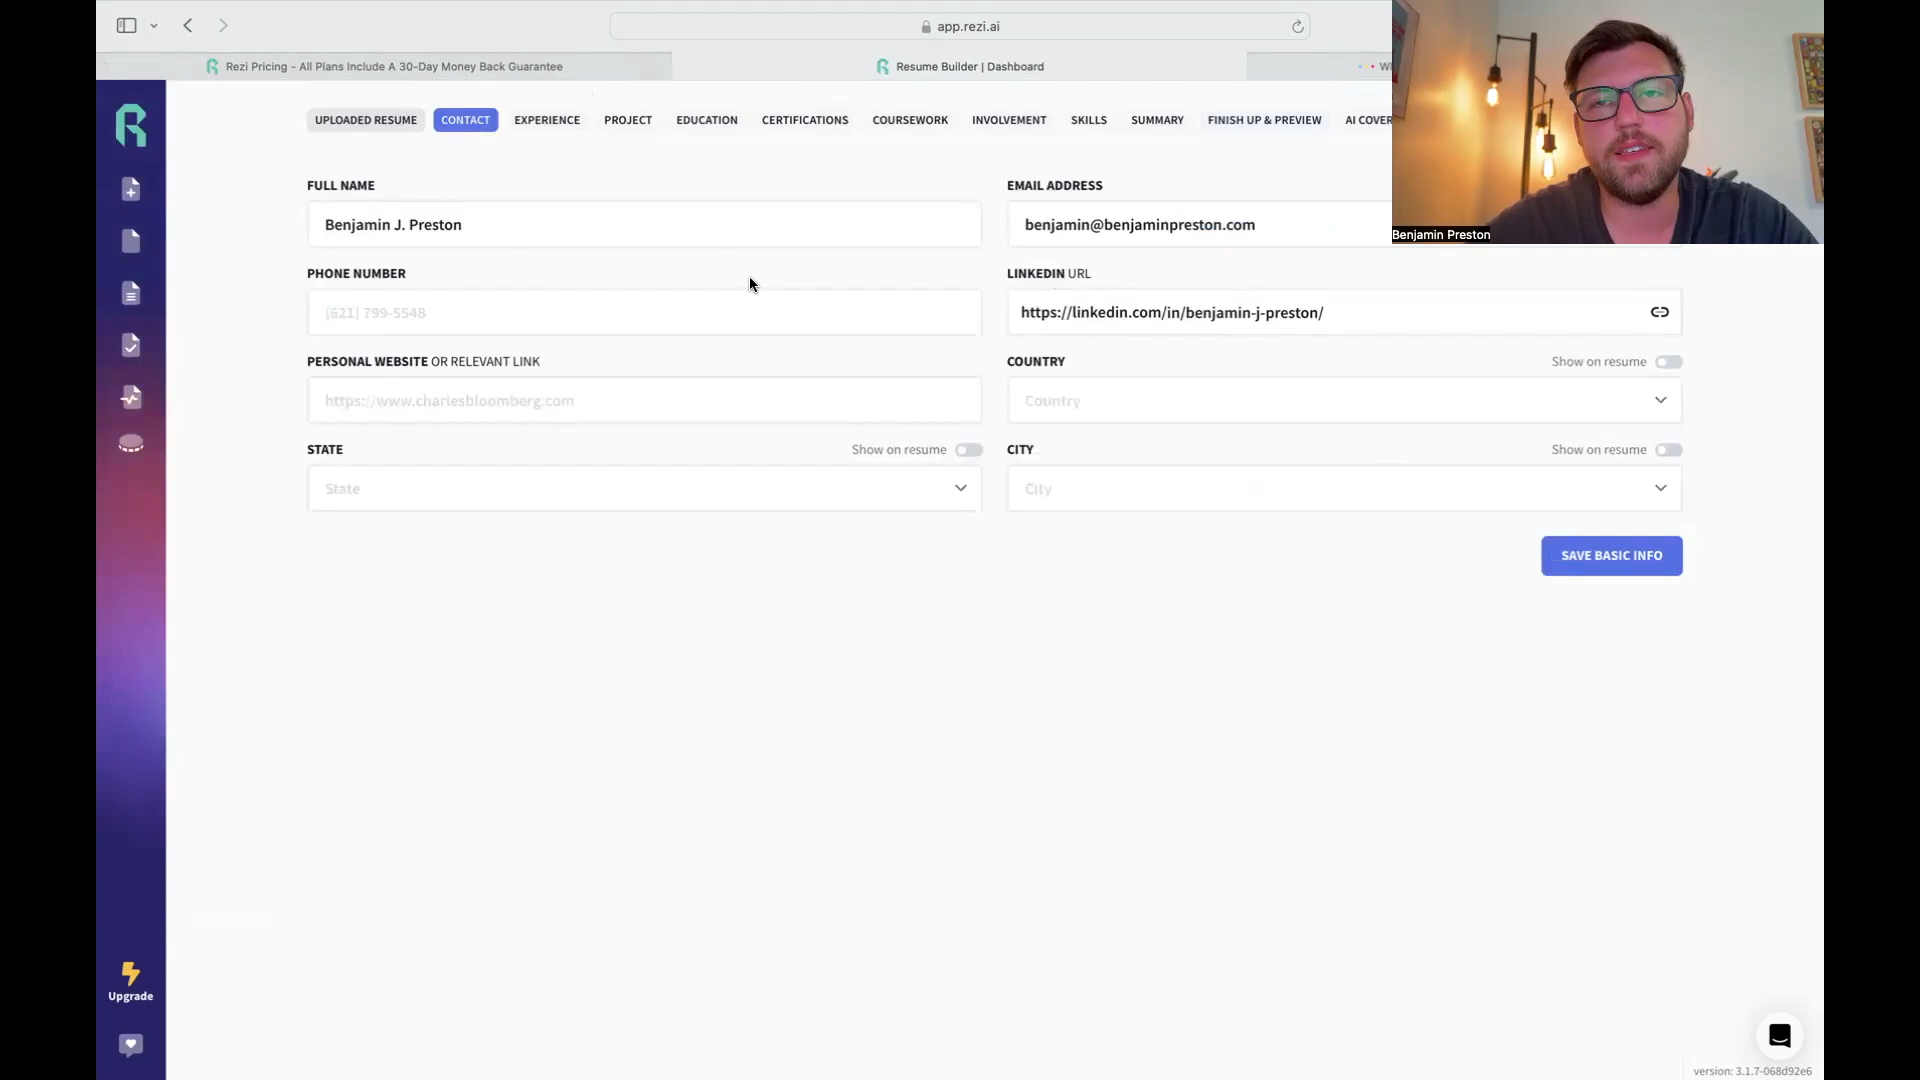 app.rezi.ai
Rezi Pricing - All Plans Include A 30-Day Money Back Guarantee
Resume Builder | Dashboard
UPLOADED RESUME CONTACT EXPERIENCE PROJECT EDUCATION CERTIFICATIONS COURSEWORK INVOLVEMENT SKILLS SUMMARY FINISH UP & PREVIEW AI COVER
Benjamin Preston
FULL NAME
Benjamin J. Preston
EMAIL ADDRESS
benjamin@benjaminpreston.com
PHONE NUMBER
(621) 799-5548
LINKEDIN URL
https://linkedin.com/in/benjamin-j-preston/
PERSONAL WEBSITE OR RELEVANT LINK
https://www.charlesbloomberg.com
COUNTRY Show on resume
Country
STATE Show on resume
State
CITY Show on resume
City
SAVE BASIC INFO
Upgrade
version: 3.1.7-068d92e6